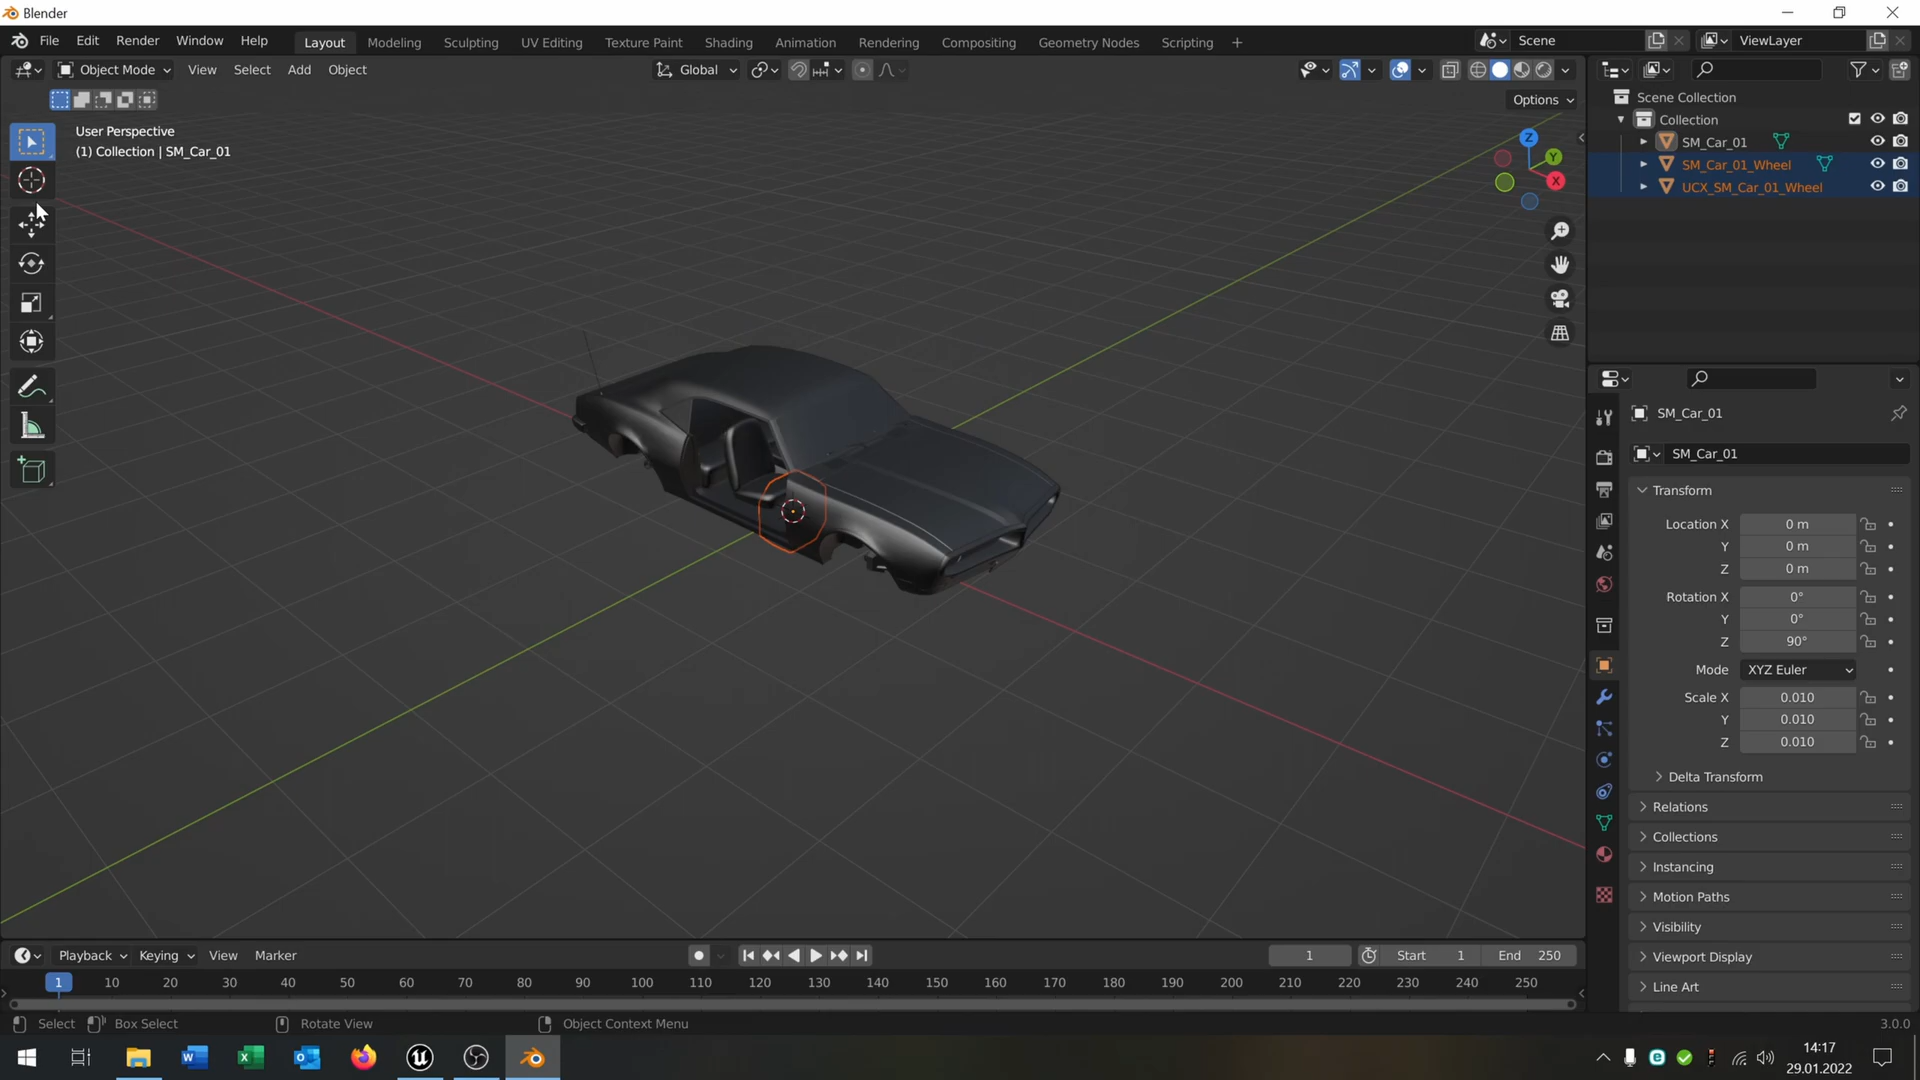 Blender
File Edit Render Window Help Layout Modeling Sculpting UV Editing Texture Paint Shading Animation Rendering Compositing Geometry Nodes Scripting + Scene ViewLayer
Object Mode View Select Add Object Global
Options
User Perspective
(1) Collection | SM_Car_01
Z
Y
X
Scene Collection
Collection
SM_Car_01
SM_Car_01_Wheel
UCX_SM_Car_01_Wheel
SM_Car_01
SM_Car_01
Transform
Location X 0 m
Y 0 m
Z 0 m
Rotation X 0°
Y 0°
Z 90°
Mode XYZ Euler
Scale X 0.010
Y 0.010
Z 0.010
Delta Transform
Relations
Collections
Instancing
Motion Paths
Visibility
Viewport Display
Line Art
Playback Keying View Marker 1 Start 1 End 250
1 10 20 30 40 50 60 70 80 90 100 110 120 130 140 150 160 170 180 190 200 210 220 230 240 250
Select Box Select Rotate View Object Context Menu 3.0.0
14:17
29.01.2022